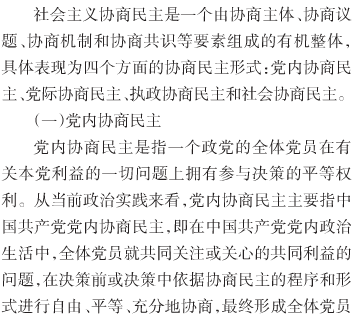 社会主义协商民主是一个由协商主体、协商议
题、协商机制和协商共识等要素组成的有机整体,
具体表现为四个方面的协商民主形式:党内协商民
主、党际协商民主、执政协商民主和社会协商民主。
(一)党内协商民主
党内协商民主是指一个政党的全体党员在有
关本党利益的一切问题上拥有参与决策的平等权
利。从当前政治实践来看,党内协商民主主要指中
国共产党党内协商民主,即在中国共产党党内政治
生活中,全体党员就共同关注或关心的共同利益的
问题,在决策前或决策中依据协商民主的程序和形
式进行自由、平等、充分地协商,最终形成全体党员